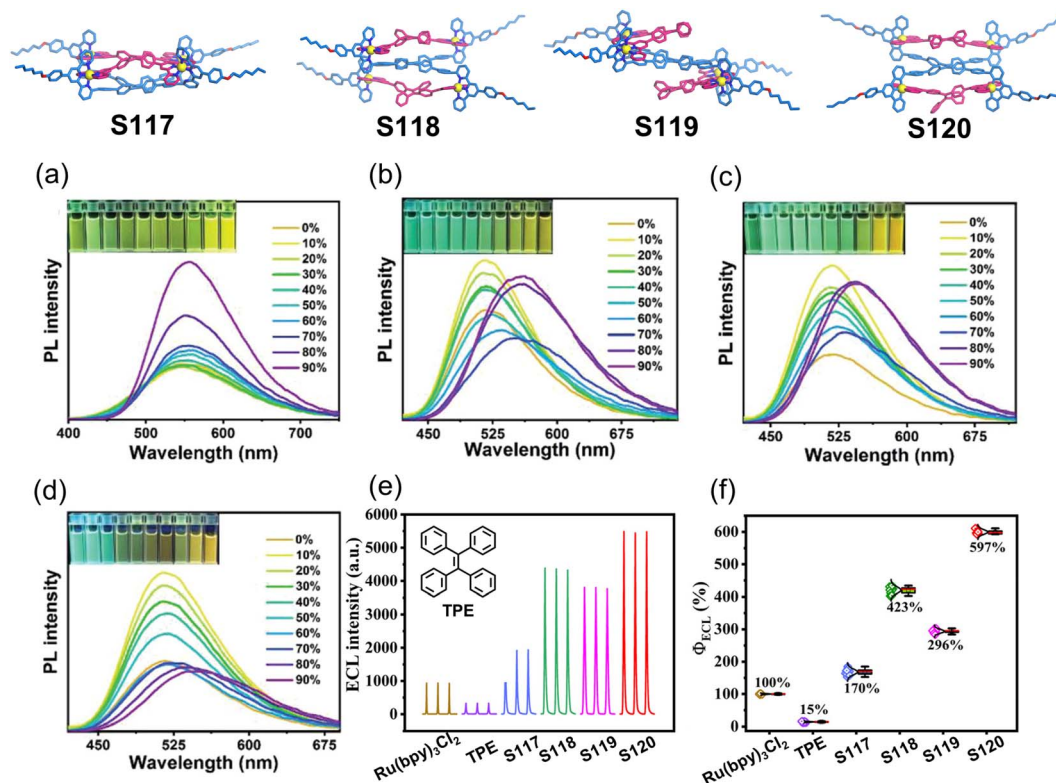 S117
S118
S119
S120
(a)
PL intensity
0%
10%
20%
30%
40%
50%
60%
70%
80%
90%
400
500
600
700
Wavelength (nm)
(b)
PL intensity
0%
10%
20%
30%
40%
50%
60%
70%
80%
90%
450
525
600
675
Wavelength (nm)
(c)
PL intensity
0%
10%
20%
30%
40%
50%
60%
70%
80%
90%
450
525
600
675
Wavelength (nm)
(d)
PL intensity
0%
10%
20%
30%
40%
50%
60%
70%
80%
90%
450
525
600
675
Wavelength (nm)
(e)
ECL intensity (a.u.)
6000
5000
4000
3000
2000
1000
0
TPE
Ru(bpy)₃Cl₂
TPE
S117
S118
S119
S120
(f)
Φ_ECL (%)
600
500
400
300
200
100
0
100%
15%
170%
423%
296%
597%
Ru(bpy)₃Cl₂
TPE
S117
S118
S119
S120